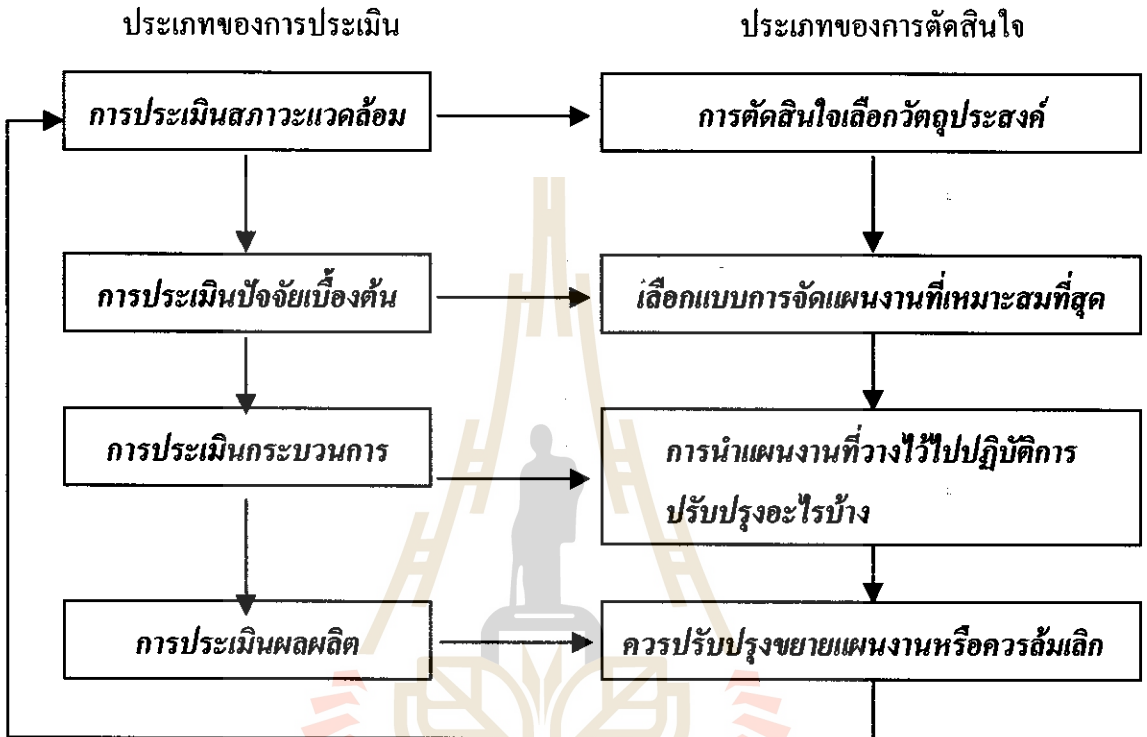 ประเภทของการประเมิน
ประเภทของการตัดสินใจ
การประเมินสภาวะแวดล้อม
การตัดสินใจเลือกวัตถุประสงค์
การประเมินปัจจัยเบื้องต้น
เลือกแบบการจัดแผนงานที่เหมาะสมที่สุด
การประเมินกระบวนการ
การนำแผนงานที่วางไว้ไปปฏิบัติการ
ปรับปรุงอะไรบ้าง
การประเมินผลผลิต
ควรปรับปรุงขยายแผนงานหรือควรล้มเลิก